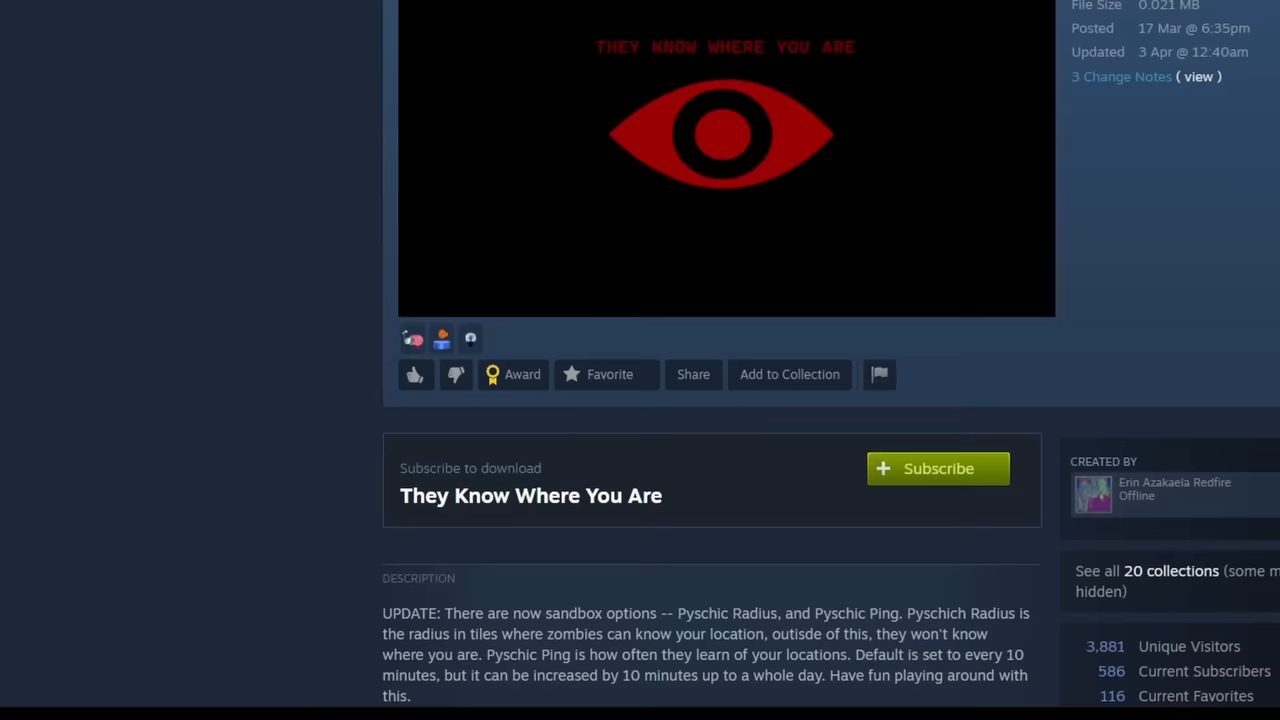 File Size 0.021 MB
Posted 17 Mar @ 6:35pm
Updated 3 Apr @ 12:40am
3 Change Notes ( view )
THEY KNOW WHERE YOU ARE
Award
Favorite
Share
Add to Collection
Subscribe to download
They Know Where You Are
Subscribe
CREATED BY
Erin Azakaela Redfire
Offline
See all 20 collections (some m
hidden)
3,881 Unique Visitors
586 Current Subscribers
116 Current Favorites
DESCRIPTION
UPDATE: There are now sandbox options -- Pyschic Radius, and Pyschic Ping. Pyschich Radius is
the radius in tiles where zombies can know your location, outisde of this, they won't know
where you are. Pyschic Ping is how often they learn of your locations. Default is set to every 10
minutes, but it can be increased by 10 minutes up to a whole day. Have fun playing around with
this.